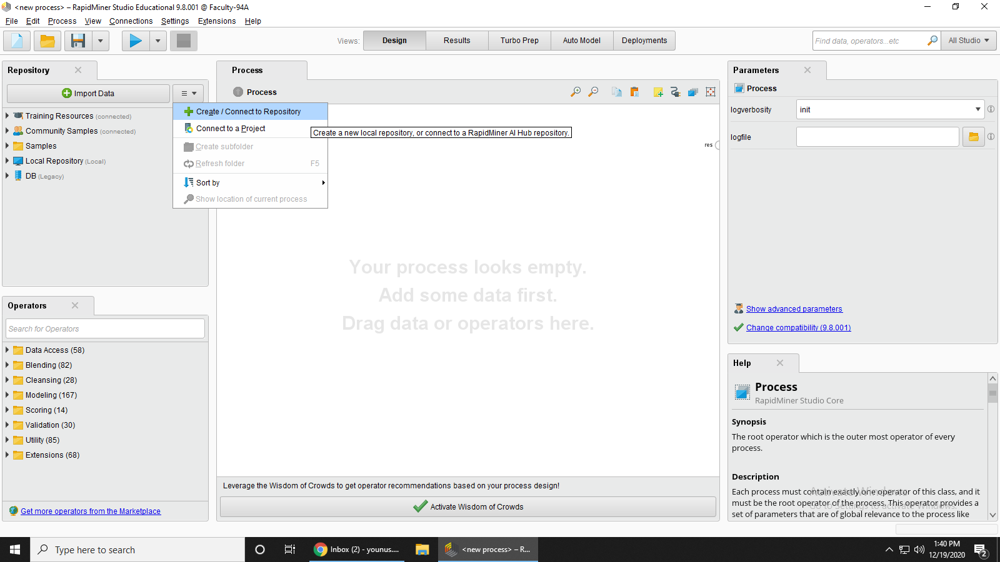 <new process> – RapidMiner Studio Educational 9.8.001 @ Faculty-94A
File Edit Process View Connections Settings Extensions Help
Views: Design Results Turbo Prep Auto Model Deployments
Find data, operators...etc
All Studio
Repository
Import Data
Training Resources (connected)
Community Samples (connected)
Samples
Local Repository (Local)
DB (Legacy)
Create / Connect to Repository
Connect to a Project
Create subfolder
Refresh folder F5
Sort by
Show location of current process
Create a new local repository, or connect to a RapidMiner AI Hub repository.
Operators
Search for Operators
Data Access (58)
Blending (82)
Cleansing (28)
Modeling (167)
Scoring (14)
Validation (30)
Utility (85)
Extensions (68)
Get more operators from the Marketplace
Process
Process
res
Your process looks empty.
Add some data first.
Drag data or operators here.
Leverage the Wisdom of Crowds to get operator recommendations based on your process design!
Activate Wisdom of Crowds
Parameters
Process
logverbosity init
logfile
Show advanced parameters
Change compatibility (9.8.001)
Help
Process
RapidMiner Studio Core
Synopsis
The root operator which is the outer most operator of every
process.
Description
Each process must contain exactly one operator of this class, and it
must be the root operator of the process. This operator provides a
set of parameters that are of global relevance to the process like
Activate Windows
Go to Settings to activate Windows.
Type here to search
Inbox (2) - younus....
<new process> – R...
1:40 PM
12/19/2020
2